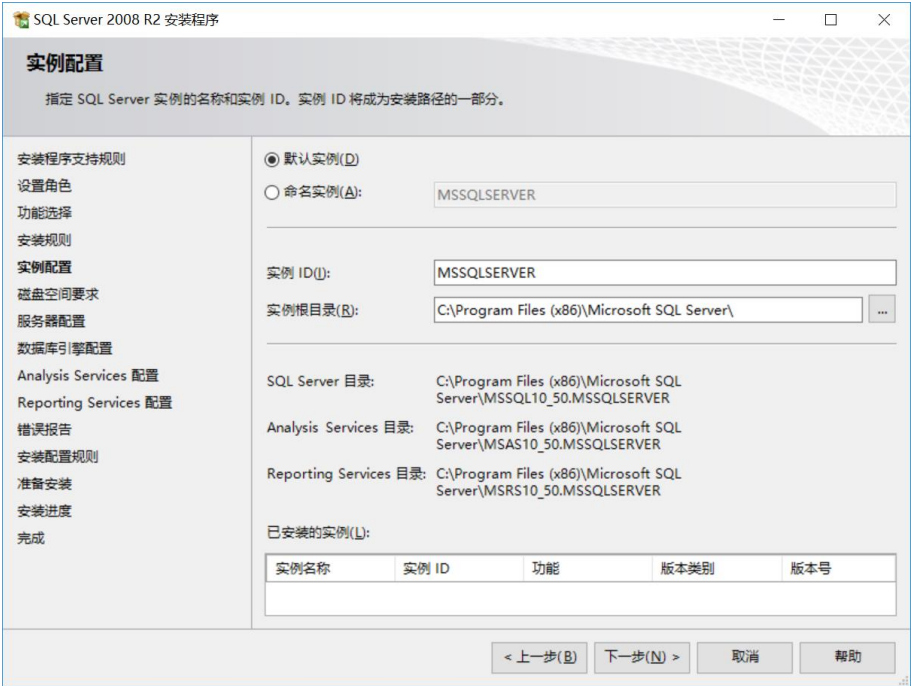 SQL Server 2008 R2 安装程序
实例配置
指定 SQL Server 实例的名称和实例 ID。实例 ID 将成为安装路径的一部分。
安装程序支持规则
设置角色
功能选择
安装规则
实例配置
磁盘空间要求
服务器配置
数据库引擎配置
Analysis Services 配置
Reporting Services 配置
错误报告
安装配置规则
准备安装
安装进度
完成
默认实例(D)
命名实例(A): MSSQLSERVER
实例 ID(I): MSSQLSERVER
实例根目录(R): C:\Program Files (x86)\Microsoft SQL Server\ ...
SQL Server 目录: C:\Program Files (x86)\Microsoft SQL
Server\MSSQL10_50.MSSQLSERVER
Analysis Services 目录: C:\Program Files (x86)\Microsoft SQL
Server\MSAS10_50.MSSQLSERVER
Reporting Services 目录: C:\Program Files (x86)\Microsoft SQL
Server\MSRS10_50.MSSQLSERVER
已安装的实例(L):
实例名称 实例 ID 功能 版本类别 版本号
< 上一步(B) 下一步(N) > 取消 帮助